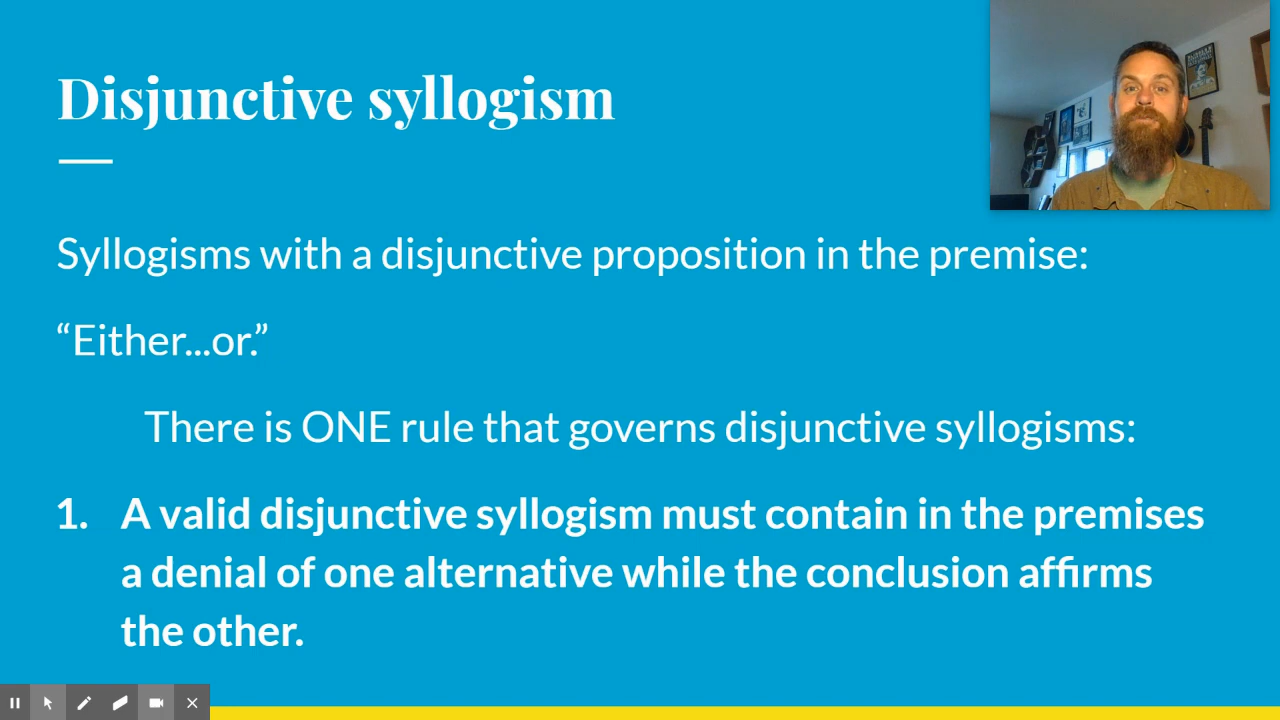 Disjunctive syllogism
Syllogisms with a disjunctive proposition in the premise:
“Either...or.”
There is ONE rule that governs disjunctive syllogisms:
1. A valid disjunctive syllogism must contain in the premises
a denial of one alternative while the conclusion affirms
the other.